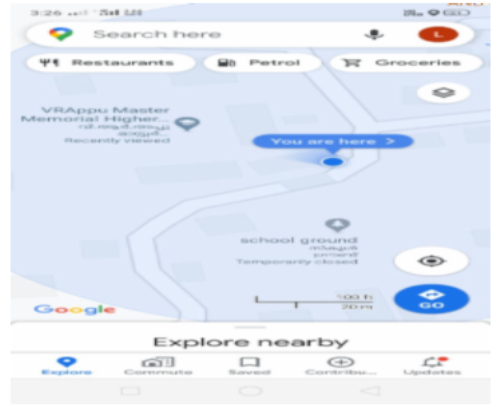 3:26
Search here
L
Restaurants
Petrol
Groceries
VRAppu Master
Memorial Higher...
Recently viewed
You are here >
school ground
Temporarily closed
100 ft
20 m
GO
Google
Explore nearby
Explore
Commute
Saved
Contribu...
Updates